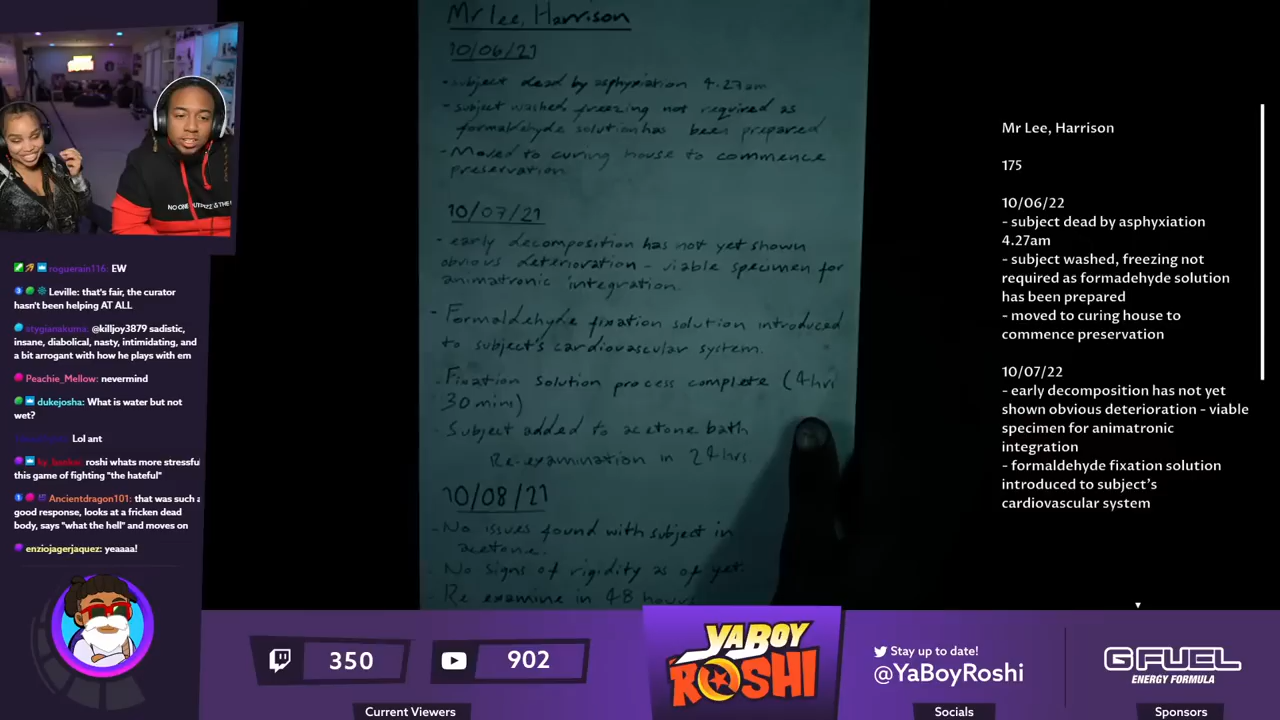 Mr Lee, Harrison
10/06/21
- subject dead by asphyxiation 4.27am
- subject washed, freezing not required as
formaldehyde solution has been prepared
- Moved to curing house to commence
preservation.
10/07/21
- early decomposition has not yet shown
obvious deterioration - viable specimen for
animatronic integration.
- Formaldehyde fixation solution introduced
to subject's cardiovascular system.
- Fixation solution process complete (4hrs
30 mins)
- Subject added to acetone bath
Re-examination in 24hrs.
10/08/21
- No issues found with subject in
acetone.
- No signs of rigidity as of yet.
- Re examine in 48 hours
Mr Lee, Harrison
175
10/06/22
- subject dead by asphyxiation
4.27am
- subject washed, freezing not
required as formadehyde solution
has been prepared
- moved to curing house to
commence preservation
10/07/22
- early decomposition has not yet
shown obvious deterioration - viable
specimen for animatronic
integration
- formaldehyde fixation solution
introduced to subject's
cardiovascular system
roguerain116: EW
Leville: that's fair, the curator
hasn't been helping AT ALL
stygianakuma: @killjoy3879 sadistic,
insane, diabolical, nasty, intimidating, and
a bit arrogant with how he plays with em
Peachie_Mellow: nevermind
dukejosha: What is water but not
wet?
Lol ant
roshi whats more stressful
this game of fighting "the hateful"
Ancientdragon101: that was such a
good response, looks at a fricken dead
body, says "what the hell" and moves on
enziojagerjaquez: yeaaaa!
350
902
Current Viewers
YABOY
ROSHI
Stay up to date!
@YaBoyRoshi
Socials
G FUEL
ENERGY FORMULA
Sponsors